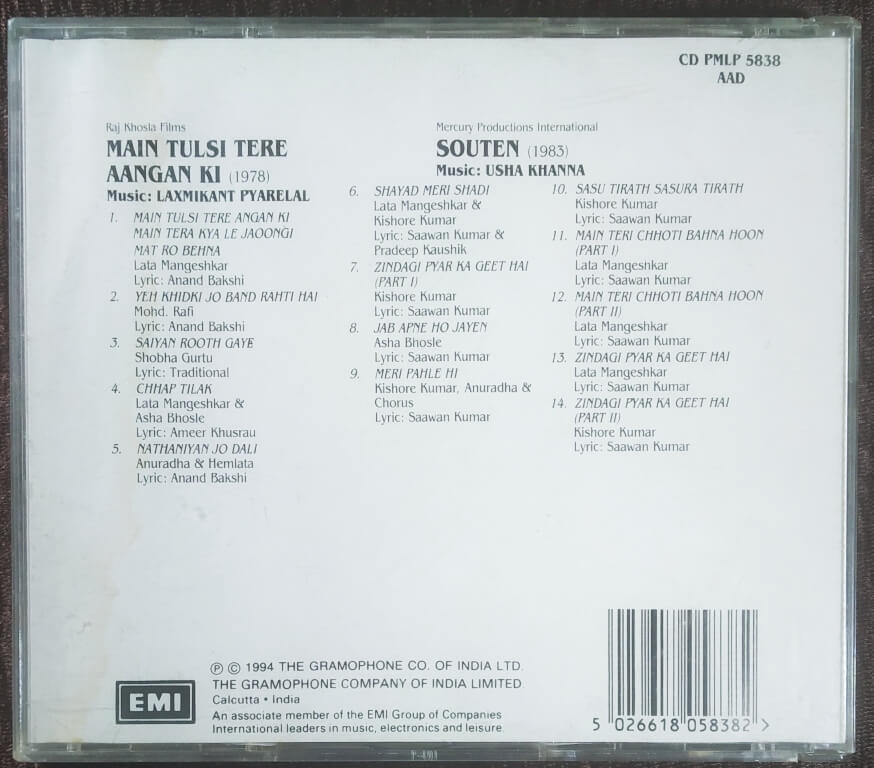 CD PMLP 5838
AAD
Raj Khosla Films
MAIN TULSI TERE
AANGAN KI (1978)
Music: LAXMIKANT PYARELAL
1. MAIN TULSI TERE ANGAN KI
MAIN TERA KYA LE JAOONGI
MAT RO BEHNA
Lata Mangeshkar
Lyric: Anand Bakshi
2. YEH KHIDKI JO BAND RAHTI HAI
Mohd. Rafi
Lyric: Anand Bakshi
3. SAIYAN ROOTH GAYE
Shobha Gurtu
Lyric: Traditional
4. CHHAP TILAK
Lata Mangeshkar &
Asha Bhosle
Lyric: Ameer Khusrau
5. NATHANIYAN JO DALI
Anuradha & Hemlata
Lyric: Anand Bakshi
Mercury Productions International
SOUTEN (1983)
Music: USHA KHANNA
6. SHAYAD MERI SHADI
Lata Mangeshkar &
Kishore Kumar
Lyric: Saawan Kumar &
Pradeep Kaushik
7. ZINDAGI PYAR KA GEET HAI
(PART I)
Kishore Kumar
Lyric: Saawan Kumar
8. JAB APNE HO JAYEN
Asha Bhosle
Lyric: Saawan Kumar
9. MERI PAHLE HI
Kishore Kumar, Anuradha &
Chorus
Lyric: Saawan Kumar
10. SASU TIRATH SASURA TIRATH
Kishore Kumar
Lyric: Saawan Kumar
11. MAIN TERI CHHOTI BAHNA HOON
(PART I)
Lata Mangeshkar
Lyric: Saawan Kumar
12. MAIN TERI CHHOTI BAHNA HOON
(PART II)
Lata Mangeshkar
Lyric: Saawan Kumar
13. ZINDAGI PYAR KA GEET HAI
Lata Mangeshkar
Lyric: Saawan Kumar
14. ZINDAGI PYAR KA GEET HAI
(PART II)
Kishore Kumar
Lyric: Saawan Kumar
EMI
℗ © 1994 THE GRAMOPHONE CO. OF INDIA LTD.
THE GRAMOPHONE COMPANY OF INDIA LIMITED.
Calcutta • India
An associate member of the EMI Group of Companies
International leaders in music, electronics and leisure
5 026618 058382 >